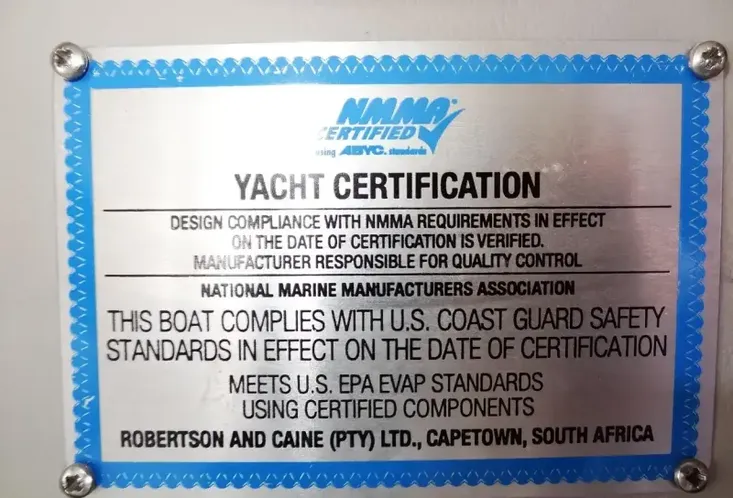 NMMA®
CERTIFIED
using ABYC. standards
YACHT CERTIFICATION
DESIGN COMPLIANCE WITH NMMA REQUIREMENTS IN EFFECT
ON THE DATE OF CERTIFICATION IS VERIFIED.
MANUFACTURER RESPONSIBLE FOR QUALITY CONTROL
NATIONAL MARINE MANUFACTURERS ASSOCIATION
THIS BOAT COMPLIES WITH U.S. COAST GUARD SAFETY
STANDARDS IN EFFECT ON THE DATE OF CERTIFICATION
MEETS U.S. EPA EVAP STANDARDS
USING CERTIFIED COMPONENTS
ROBERTSON AND CAINE (PTY) LTD., CAPETOWN, SOUTH AFRICA